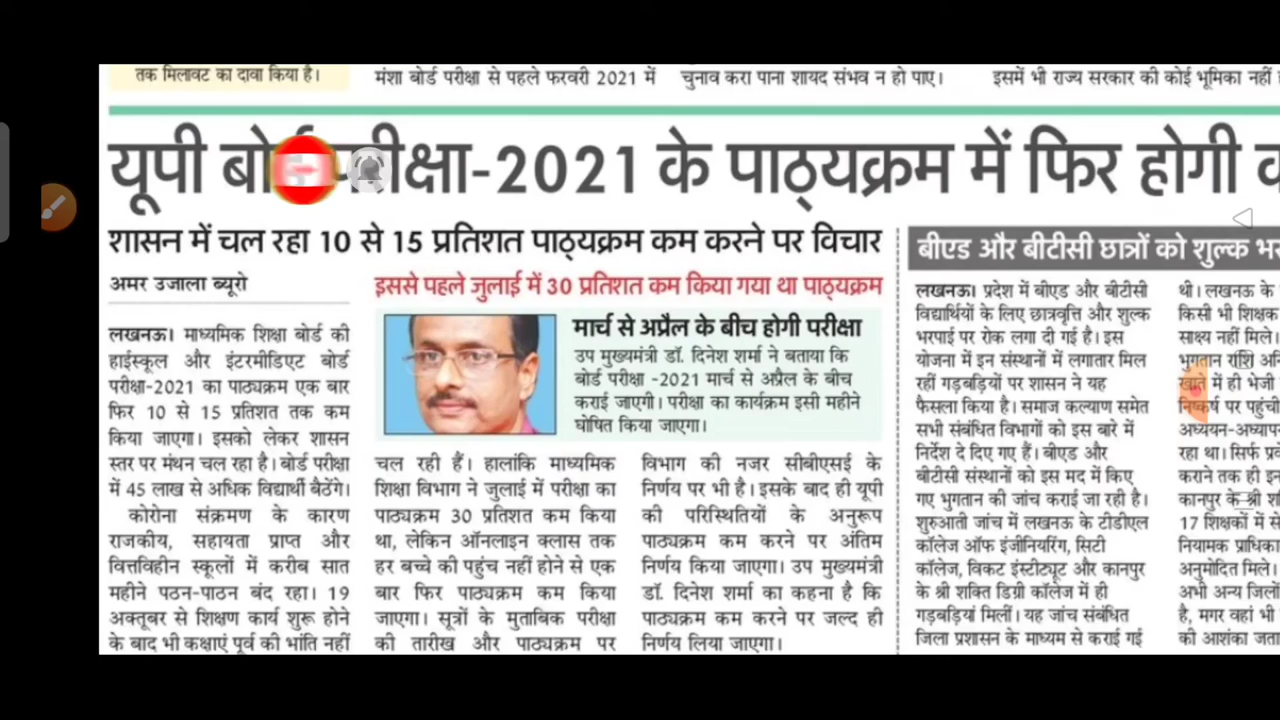 तक मिलावट का दावा किया है।
मंशा बोर्ड परीक्षा से पहले फरवरी 2021 में
चुनाव करा पाना शायद संभव न हो पाए।
इसमें भी राज्य सरकार की कोई भूमिका नहीं
यूपी बोर्ड परीक्षा-2021 के पाठ्यक्रम में फिर होगी
शासन में चल रहा 10 से 15 प्रतिशत पाठ्यक्रम कम करने पर विचार
अमर उजाला ब्यूरो
इससे पहले जुलाई में 30 प्रतिशत कम किया गया था पाठ्यक्रम
लखनऊ। माध्यमिक शिक्षा बोर्ड की
हाईस्कूल और इंटरमीडिएट बोर्ड
परीक्षा-2021 का पाठ्यक्रम एक बार
फिर 10 से 15 प्रतिशत तक कम
किया जाएगा। इसको लेकर शासन
स्तर पर मंथन चल रहा है। बोर्ड परीक्षा
में 45 लाख से अधिक विद्यार्थी बैठेंगे।
कोरोना संक्रमण के कारण
राजकीय, सहायता प्राप्त और
वित्तविहीन स्कूलों में करीब सात
महीने पठन-पाठन बंद रहा। 19
अक्तूबर से शिक्षण कार्य शुरू होने
के बाद भी कक्षाएं पूर्व की भांति नहीं
मार्च से अप्रैल के बीच होगी परीक्षा
उप मुख्यमंत्री डॉ. दिनेश शर्मा ने बताया कि
बोर्ड परीक्षा -2021 मार्च से अप्रैल के बीच
कराई जाएगी। परीक्षा का कार्यक्रम इसी महीने
घोषित किया जाएगा।
चल रही हैं। हालांकि माध्यमिक
शिक्षा विभाग ने जुलाई में परीक्षा का
पाठ्यक्रम 30 प्रतिशत कम किया
था, लेकिन ऑनलाइन क्लास तक
हर बच्चे की पहुंच नहीं होने से एक
बार फिर पाठ्यक्रम कम किया
जाएगा। सूत्रों के मुताबिक परीक्षा
की तारीख और पाठ्यक्रम पर
विभाग की नजर सीबीएसई के
निर्णय पर भी है। इसके बाद ही यूपी
की परिस्थितियों के अनुरूप
पाठ्यक्रम कम करने पर अंतिम
निर्णय किया जाएगा। उप मुख्यमंत्री
डॉ. दिनेश शर्मा का कहना है कि
पाठ्यक्रम कम करने पर जल्द ही
निर्णय लिया जाएगा।
बीएड और बीटीसी छात्रों को शुल्क
लखनऊ। प्रदेश में बीएड और बीटीसी
विद्यार्थियों के लिए छात्रवृत्ति और शुल्क
भरपाई पर रोक लगा दी गई है। इस
योजना में इन संस्थानों में लगातार मिल
रहीं गड़बड़ियों पर शासन ने यह
फैसला किया है। समाज कल्याण समेत
सभी संबंधित विभागों को इस बारे में
निर्देश दे दिए गए हैं। बीएड और
बीटीसी संस्थानों को इस मद में किए
गए भुगतान की जांच कराई जा रही है।
शुरुआती जांच में लखनऊ के टीडीएल
कॉलेज ऑफ इंजीनियरिंग, सिटी
कॉलेज, विकट इंस्टीट्यूट और कानपुर
के श्री शक्ति डिग्री कॉलेज में ही
गड़बड़ियां मिलीं। यह जांच संबंधित
जिला प्रशासन के माध्यम से कराई गई
थी। लखनऊ के
किसी भी शिक्षक
साक्ष्य नहीं मिले।
भुगतान राशि
खाते में ही भेजी
निष्कर्ष पर पहुंची
अध्ययन-अध्यापन
रहा था। सिर्फ
कराने तक ही
कानपुर के श्री
17 शिक्षकों में से
नियामक
अनुमोदित मिले।
अभी अन्य
है, मगर वहां भी
की आशंका